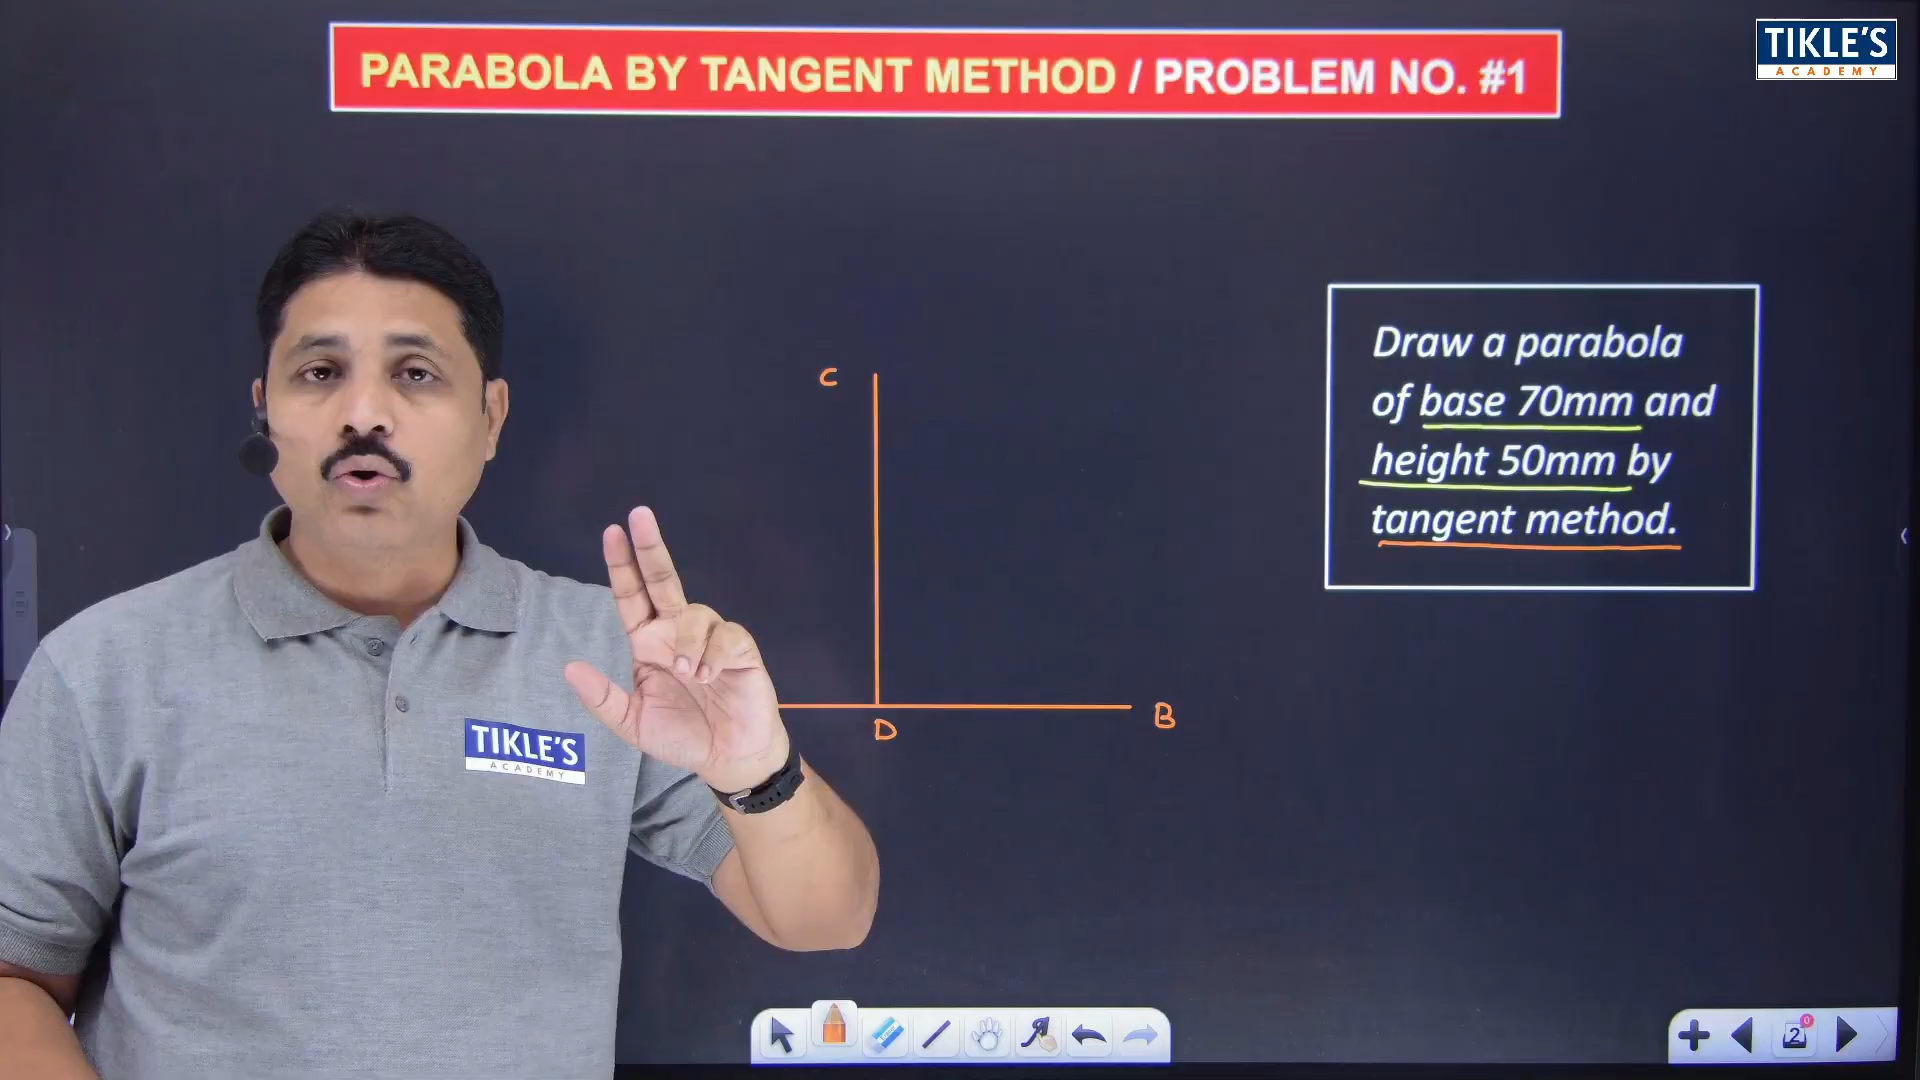 PARABOLA BY TANGENT METHOD / PROBLEM NO. #1
TIKLE'S
ACADEMY
Draw a parabola
of base 70mm and
height 50mm by
tangent method.
C
D
B
TIKLE'S
ACADEMY
2
0